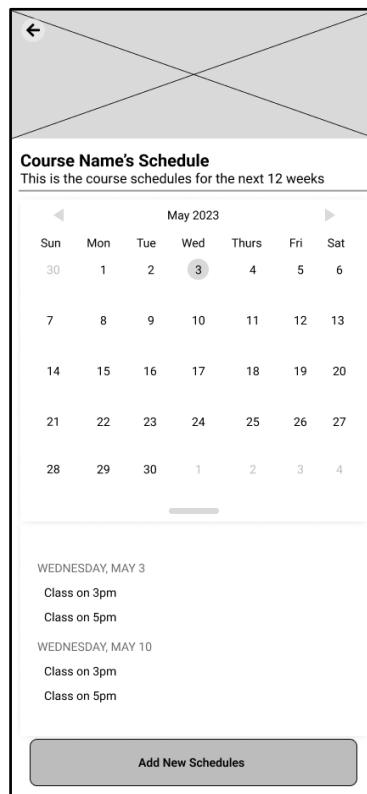 Course Name's Schedule
This is the course schedules for the next 12 weeks
May 2023
Sun Mon Tue Wed Thurs Fri Sat
30 1 2 3 4 5 6
7 8 9 10 11 12 13
14 15 16 17 18 19 20
21 22 23 24 25 26 27
28 29 30 1 2 3 4
WEDNESDAY, MAY 3
Class on 3pm
Class on 5pm
WEDNESDAY, MAY 10
Class on 3pm
Class on 5pm
Add New Schedules